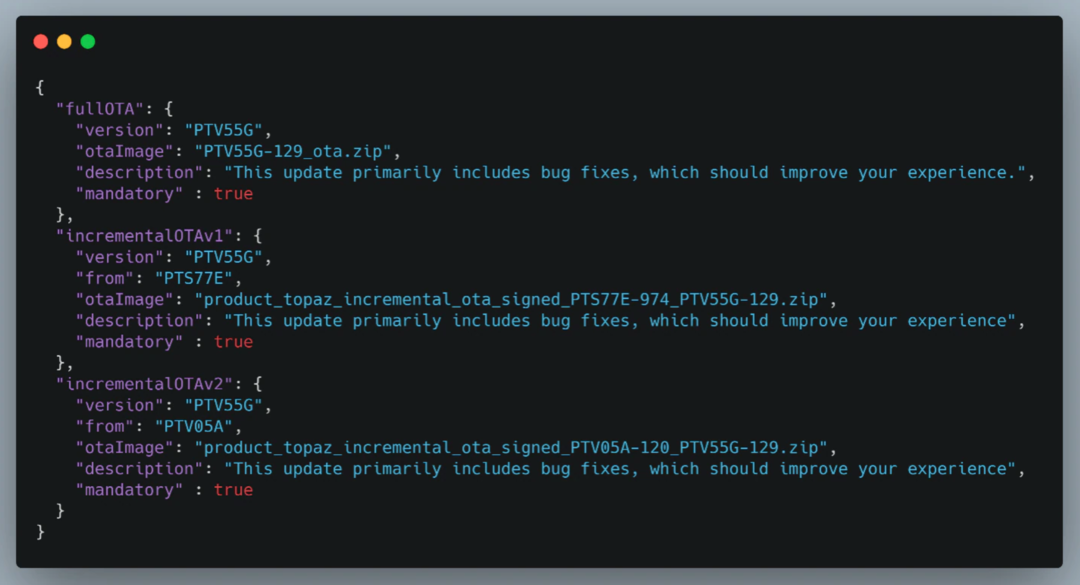 {
  "fullOTA": {
    "version": "PTV55G",
    "otaImage": "PTV55G-129_ota.zip",
    "description": "This update primarily includes bug fixes, which should improve your experience.",
    "mandatory" : true
  },
  "incrementalOTAv1": {
    "version": "PTV55G",
    "from": "PTS77E",
    "otaImage": "product_topaz_incremental_ota_signed_PTS77E-974_PTV55G-129.zip",
    "description": "This update primarily includes bug fixes, which should improve your experience",
    "mandatory" : true
  },
  "incrementalOTAv2": {
    "version": "PTV55G",
    "from": "PTV05A",
    "otaImage": "product_topaz_incremental_ota_signed_PTV05A-120_PTV55G-129.zip",
    "description": "This update primarily includes bug fixes, which should improve your experience",
    "mandatory" : true
  }
}